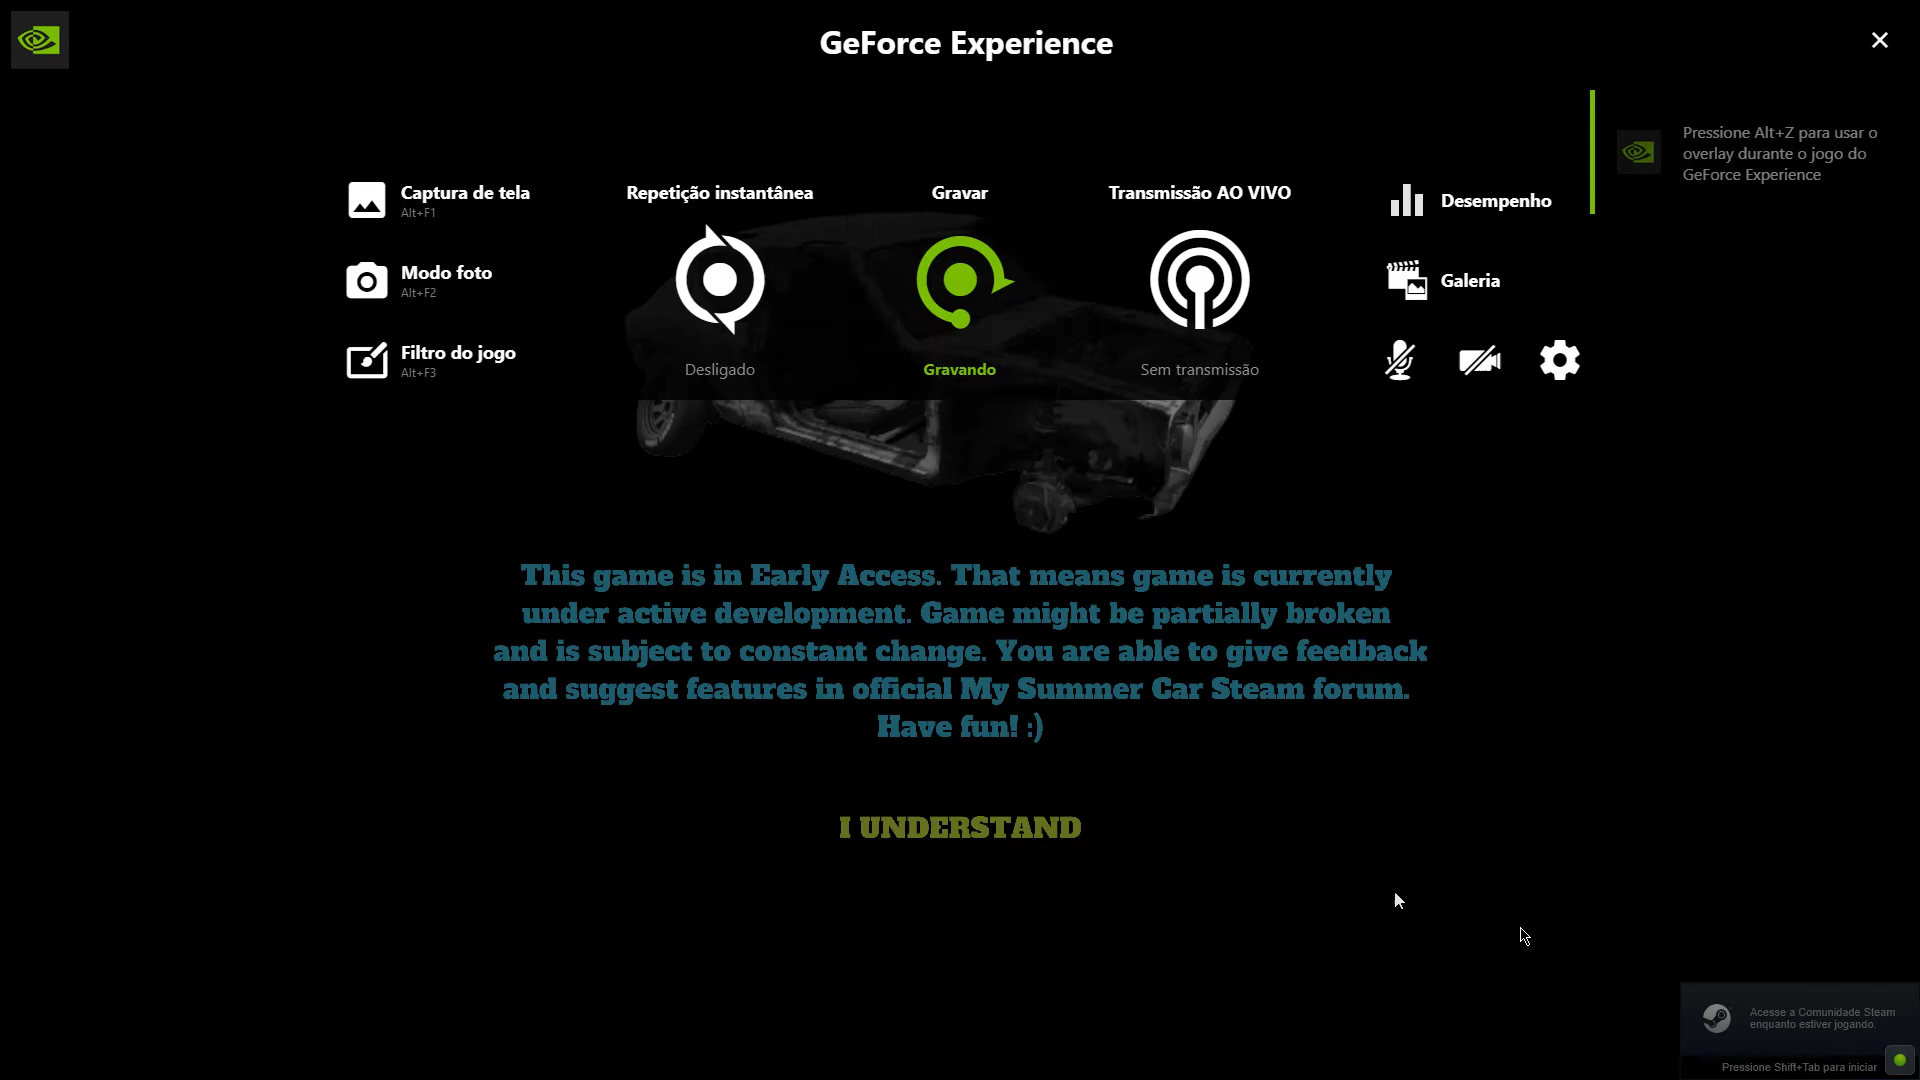 GeForce Experience
Pressione Alt+Z para usar o
overlay durante o jogo do
GeForce Experience
Captura de tela
Alt+F1
Modo foto
Alt+F2
Filtro do jogo
Alt+F3
Repetição instantânea
Desligado
Gravar
Gravando
Transmissão AO VIVO
Sem transmissão
Desempenho
Galeria
This game is in Early Access. That means game is currently
under active development. Game might be partially broken
and is subject to constant change. You are able to give feedback
and suggest features in official My Summer Car Steam forum.
Have fun! :)
I UNDERSTAND
Acesse a Comunidade Steam
enquanto estiver jogando.
Pressione Shift+Tab para iniciar